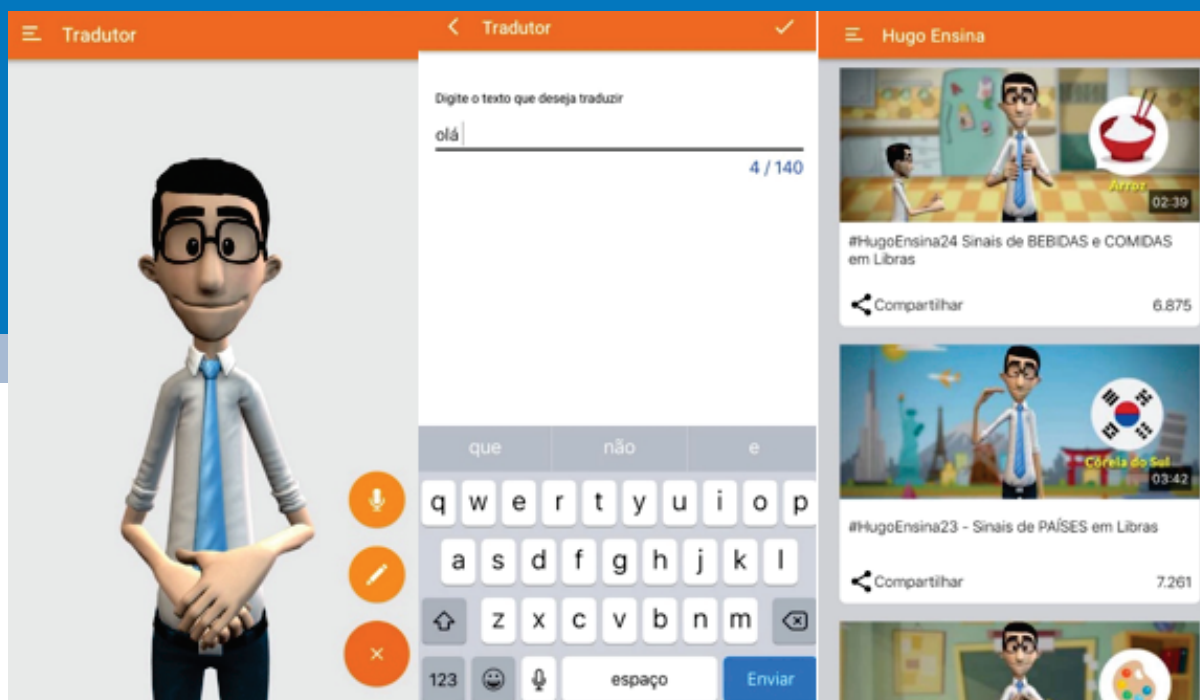 Tradutor
Tradutor
Digite o texto que deseja traduzir
olá
4 / 140
que não e
q w e r t y u i o p
a s d f g h j k l
z x c v b n m
123 espaço Enviar
Hugo Ensina
Arroz
02:39
#HugoEnsina24 Sinais de BEBIDAS e COMIDAS
em Libras
Compartilhar 6.875
Coréia do Sul
03:42
#HugoEnsina23 - Sinais de PAÍSES em Libras
Compartilhar 7.261